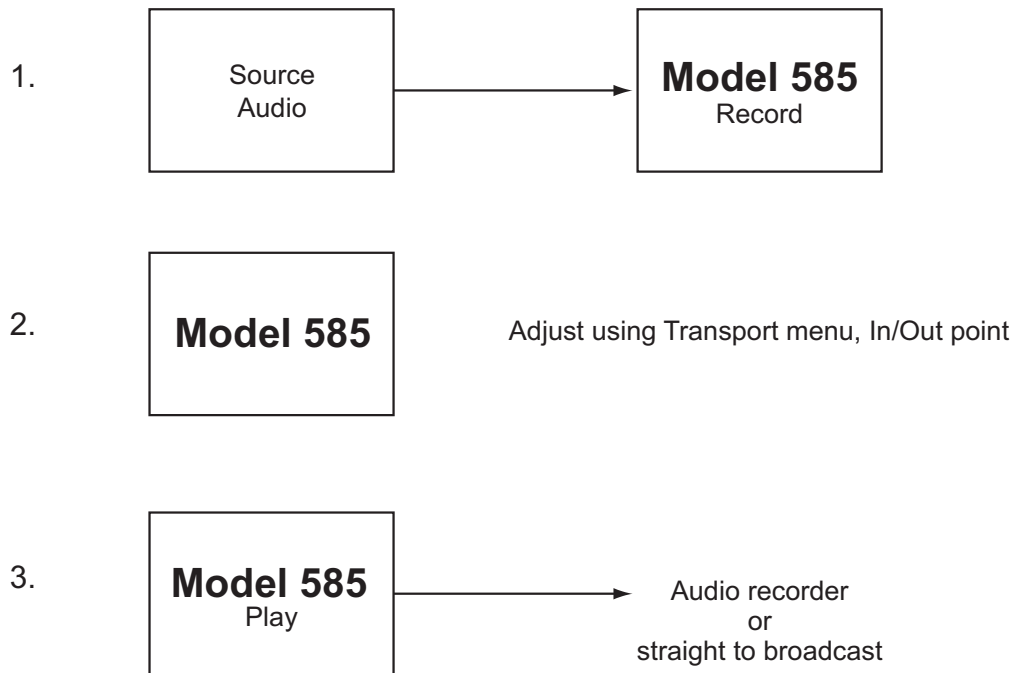 1.
Source
Audio
Model 585
Record
2.
Model 585
Adjust using Transport menu, In/Out point
3.
Model 585
Play
Audio recorder
or
straight to broadcast